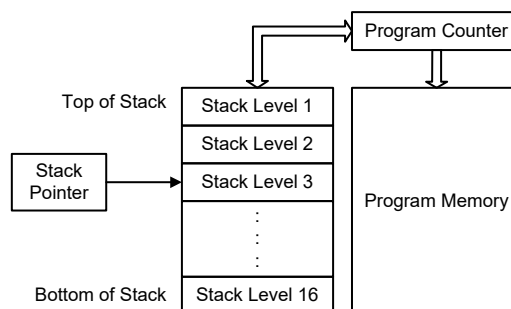 Program Counter
Top of Stack
Stack Level 1
Stack Level 2
Stack
Pointer
Stack Level 3
Program Memory
Bottom of Stack
Stack Level 16